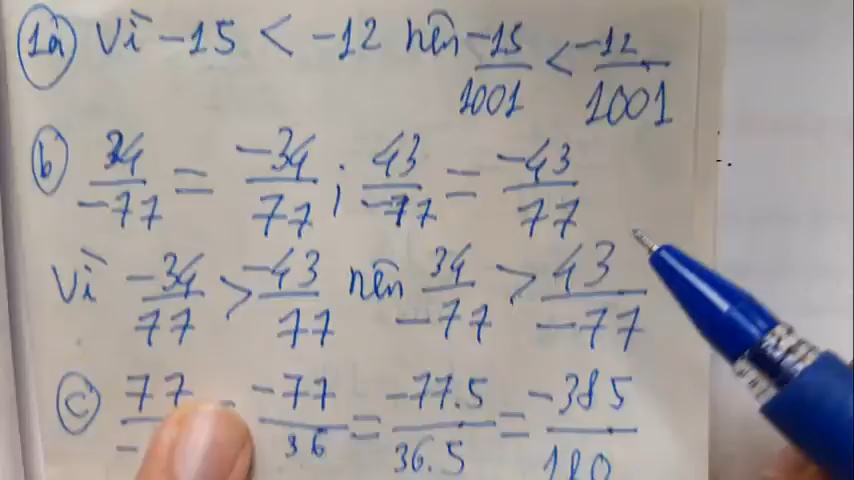 1a Vì -15 < -12 nên -15/1001 < -12/1001
b 34/-77 = -34/77 ; 43/-77 = -43/77
Vì -34/77 > -43/77 nên 34/-77 > 43/-77
c 77/- = -77/36 = -77.5/36.5 = -385/180